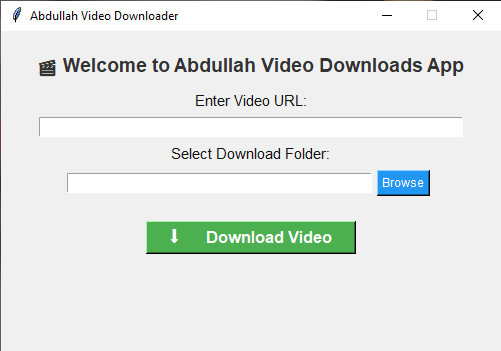 Abdullah Video Downloader
🎬 Welcome to Abdullah Video Downloads App
Enter Video URL:
Select Download Folder:
Browse
⬇ Download Video